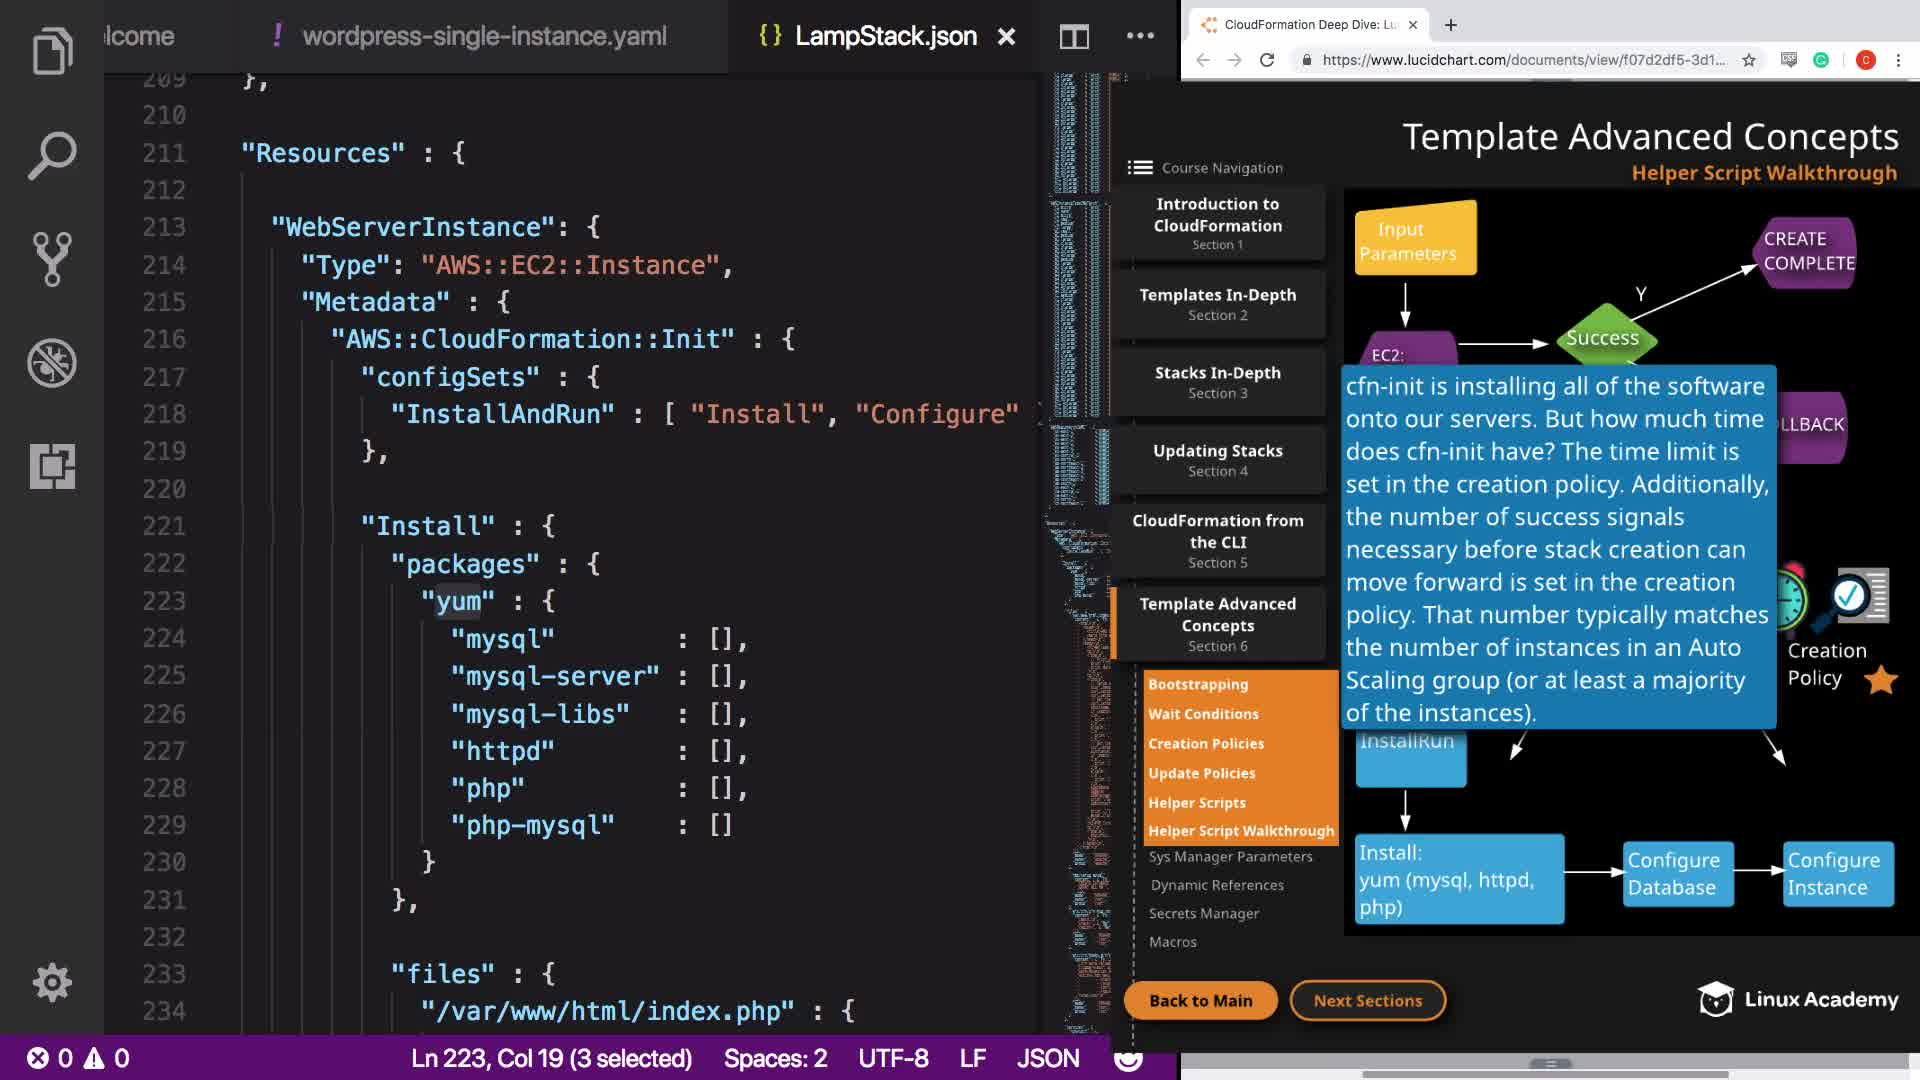 lcome
! wordpress-single-instance.yaml
{} LampStack.json
209 },
210
211 "Resources" : {
212
213 "WebServerInstance": {
214 "Type": "AWS::EC2::Instance",
215 "Metadata" : {
216 "AWS::CloudFormation::Init" : {
217 "configSets" : {
218 "InstallAndRun" : [ "Install", "Configure"
219 },
220
221 "Install" : {
222 "packages" : {
223 "yum" : {
224 "mysql" : [],
225 "mysql-server" : [],
226 "mysql-libs" : [],
227 "httpd" : [],
228 "php" : [],
229 "php-mysql" : []
230 }
231 },
232
233 "files" : {
234 "/var/www/html/index.php" : {
0 0
Ln 223, Col 19 (3 selected) Spaces: 2 UTF-8 LF JSON
CloudFormation Deep Dive: Lu
https://www.lucidchart.com/documents/view/f07d2df5-3d1...
C
Template Advanced Concepts
Helper Script Walkthrough
Course Navigation
Introduction to
CloudFormation
Section 1
Templates In-Depth
Section 2
Stacks In-Depth
Section 3
Updating Stacks
Section 4
CloudFormation from
the CLI
Section 5
Template Advanced
Concepts
Section 6
Bootstrapping
Wait Conditions
Creation Policies
Update Policies
Helper Scripts
Helper Script Walkthrough
Sys Manager Parameters
Dynamic References
Secrets Manager
Macros
Back to Main
Next Sections
Input
Parameters
CREATE
COMPLETE
Y
Success
EC2:
LLBACK
cfn-init is installing all of the software
onto our servers. But how much time
does cfn-init have? The time limit is
set in the creation policy. Additionally,
the number of success signals
necessary before stack creation can
move forward is set in the creation
policy. That number typically matches
the number of instances in an Auto
Scaling group (or at least a majority
of the instances).
Creation
Policy
InstallRun
Install:
yum (mysql, httpd,
php)
Configure
Database
Configure
Instance
Linux Academy